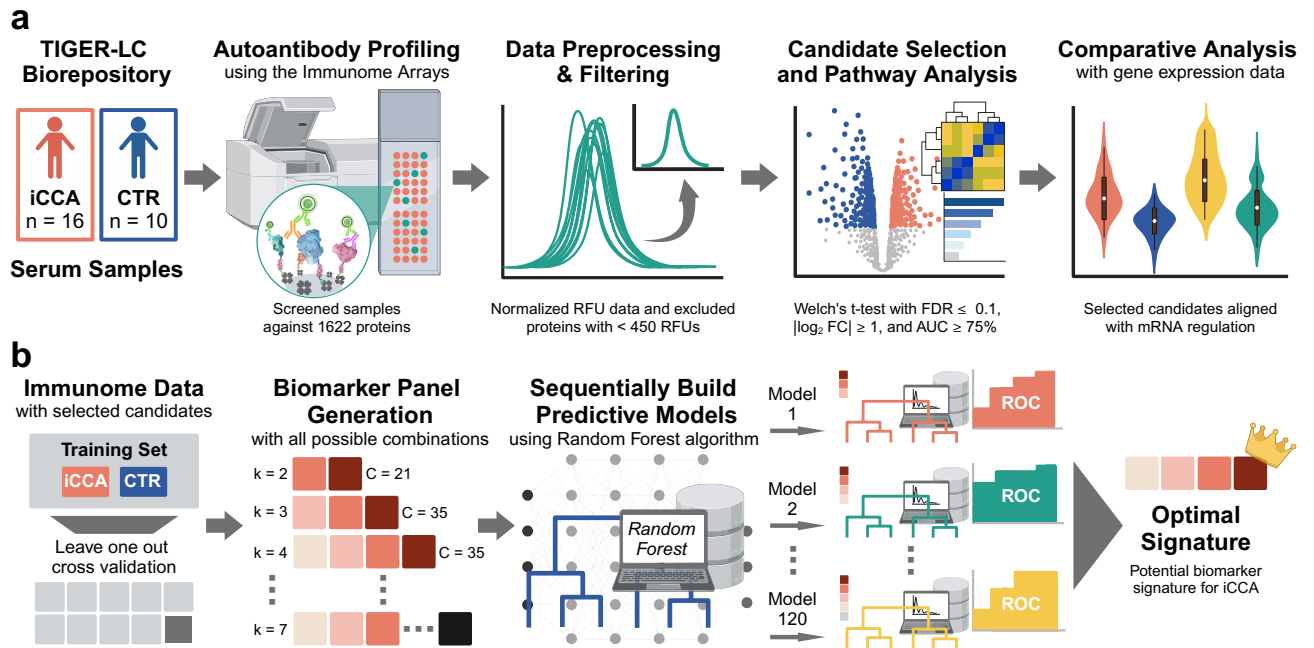 a
TIGER-LC
Biorepository
iCCA
n = 16
CTR
n = 10
Serum Samples
Autoantibody Profiling
using the Immunome Arrays
Screened samples
against 1622 proteins
Data Preprocessing
& Filtering
Normalized RFU data and excluded
proteins with < 450 RFUs
Candidate Selection
and Pathway Analysis
Welch's t-test with FDR ≤ 0.1,
|log₂ FC| ≥ 1, and AUC ≥ 75%
Comparative Analysis
with gene expression data
Selected candidates aligned
with mRNA regulation
b
Immunome Data
with selected candidates
Training Set
iCCA CTR
Leave one out
cross validation
Biomarker Panel
Generation
with all possible combinations
k = 2 C = 21
k = 3 C = 35
k = 4 C = 35
k = 7
Sequentially Build
Predictive Models
using Random Forest algorithm
Random
Forest
Model
1
ROC
Model
2
ROC
Model
120
ROC
Optimal
Signature
Potential biomarker
signature for iCCA